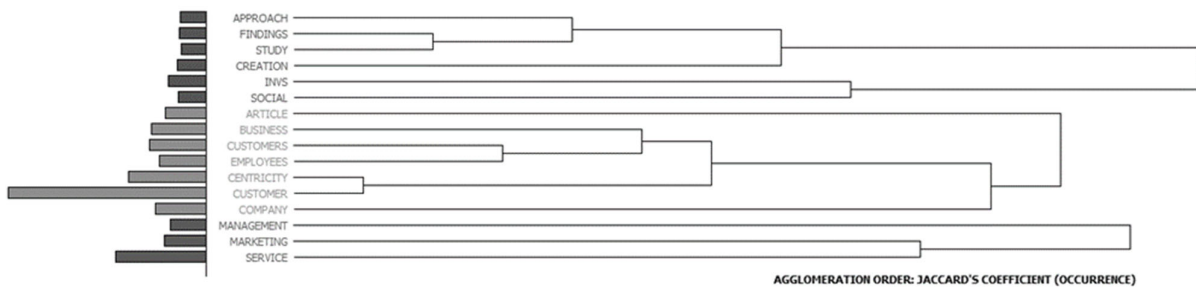 APPROACH
FINDINGS
STUDY
CREATION
INVS
SOCIAL
ARTICLE
BUSINESS
CUSTOMERS
EMPLOYEES
CENTRICITY
CUSTOMER
COMPANY
MANAGEMENT
MARKETING
SERVICE
AGGLOMERATION ORDER: JACCARD'S COEFFICIENT (OCCURRENCE)